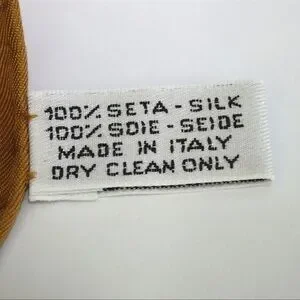 100% SETA - SILK
100% SOIE - SEIDE
MADE IN ITALY
DRY CLEAN ONLY